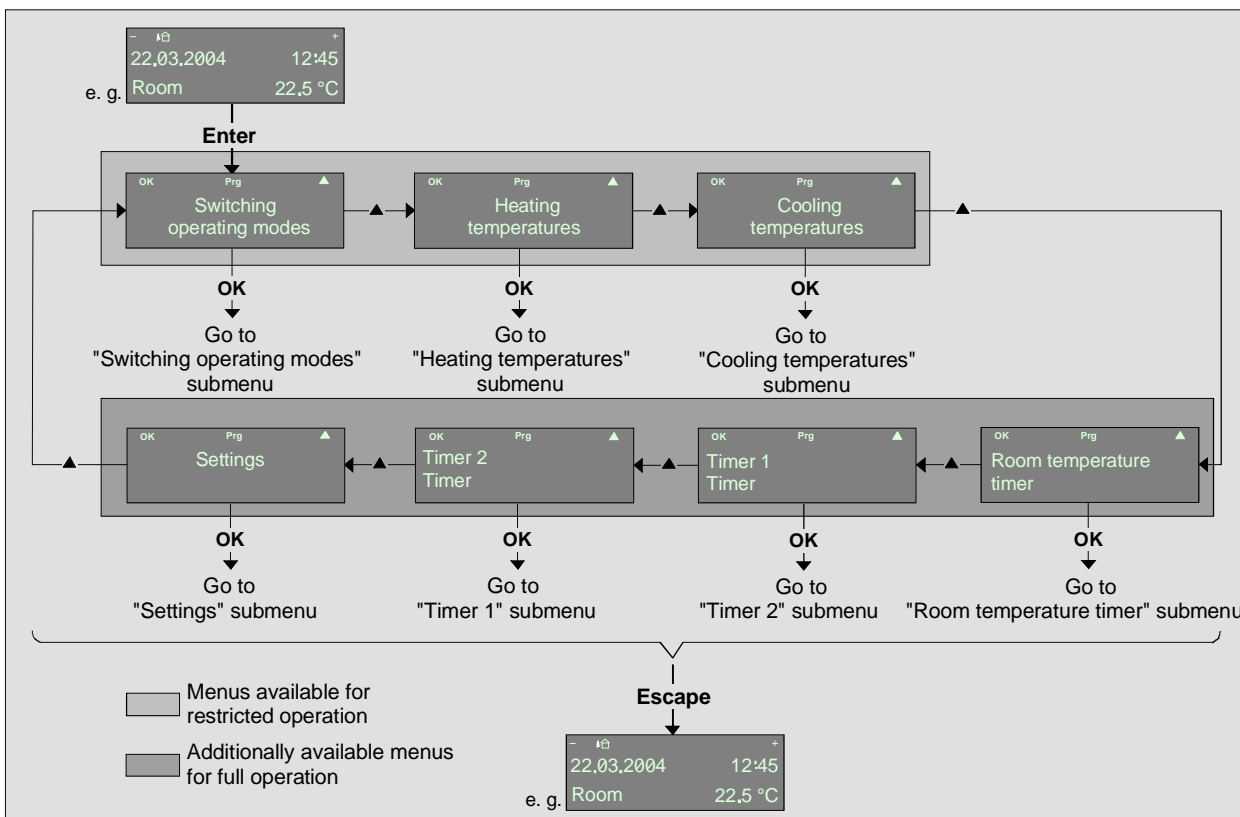 - +
22.03.2004 12:45
e. g. Room 22.5 °C
Enter
OK Prg ▲
Switching
operating modes
OK Prg ▲
Heating
temperatures
OK Prg ▲
Cooling
temperatures
OK
Go to
"Switching operating modes"
submenu
OK
Go to
"Heating temperatures"
submenu
OK
Go to
"Cooling temperatures"
submenu
OK Prg ▲
Settings
OK Prg ▲
Timer 2
Timer
OK Prg ▲
Timer 1
Timer
OK Prg ▲
Room temperature
timer
OK
Go to
"Settings" submenu
OK
Go to
"Timer 1" submenu
OK
Go to
"Timer 2" submenu
OK
Go to
"Room temperature timer" submenu
Menus available for
restricted operation
Additionally available menus
for full operation
Escape
- +
22.03.2004 12:45
e. g. Room 22.5 °C